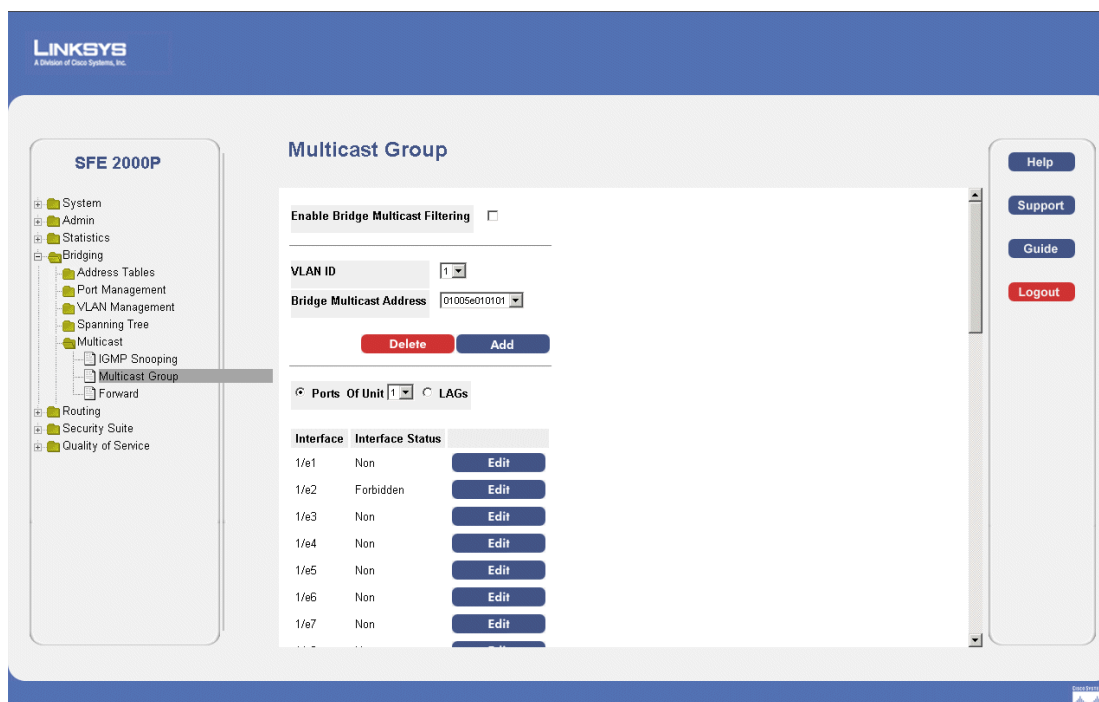 LINKSYS
A Division of Cisco Systems, Inc.
SFE 2000P
System
Admin
Statistics
Bridging
Address Tables
Port Management
VLAN Management
Spanning Tree
Multicast
IGMP Snooping
Multicast Group
Forward
Routing
Security Suite
Quality of Service
Multicast Group
Enable Bridge Multicast Filtering
VLAN ID 1
Bridge Multicast Address 01005e010101
Delete Add
Ports Of Unit 1 LAGs
Interface Interface Status
1/e1 Non Edit
1/e2 Forbidden Edit
1/e3 Non Edit
1/e4 Non Edit
1/e5 Non Edit
1/e6 Non Edit
1/e7 Non Edit
Help
Support
Guide
Logout